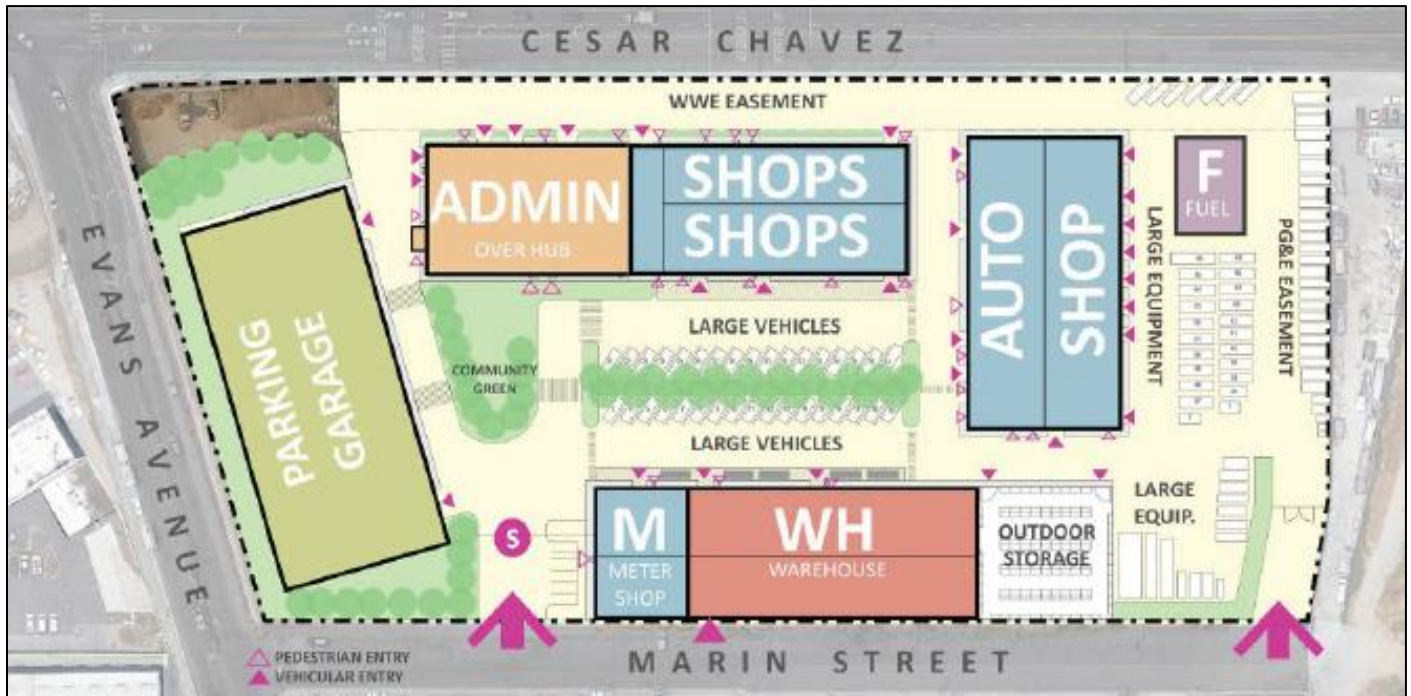 CESAR CHAVEZ
WWE EASEMENT
SHOPS
SHOPS
ADMIN
OVER HUB
AUTO
SHOP
F
FUEL
LARGE EQUIPMENT
PG&E EASEMENT
EVANS AVENUE
PARKING
GARAGE
COMMUNITY
GREEN
LARGE VEHICLES
LARGE VEHICLES
S
M
METER
SHOP
WH
WAREHOUSE
OUTDOOR
STORAGE
LARGE
EQUIP.
PEDESTRIAN ENTRY
VEHICULAR ENTRY
MARIN STREET